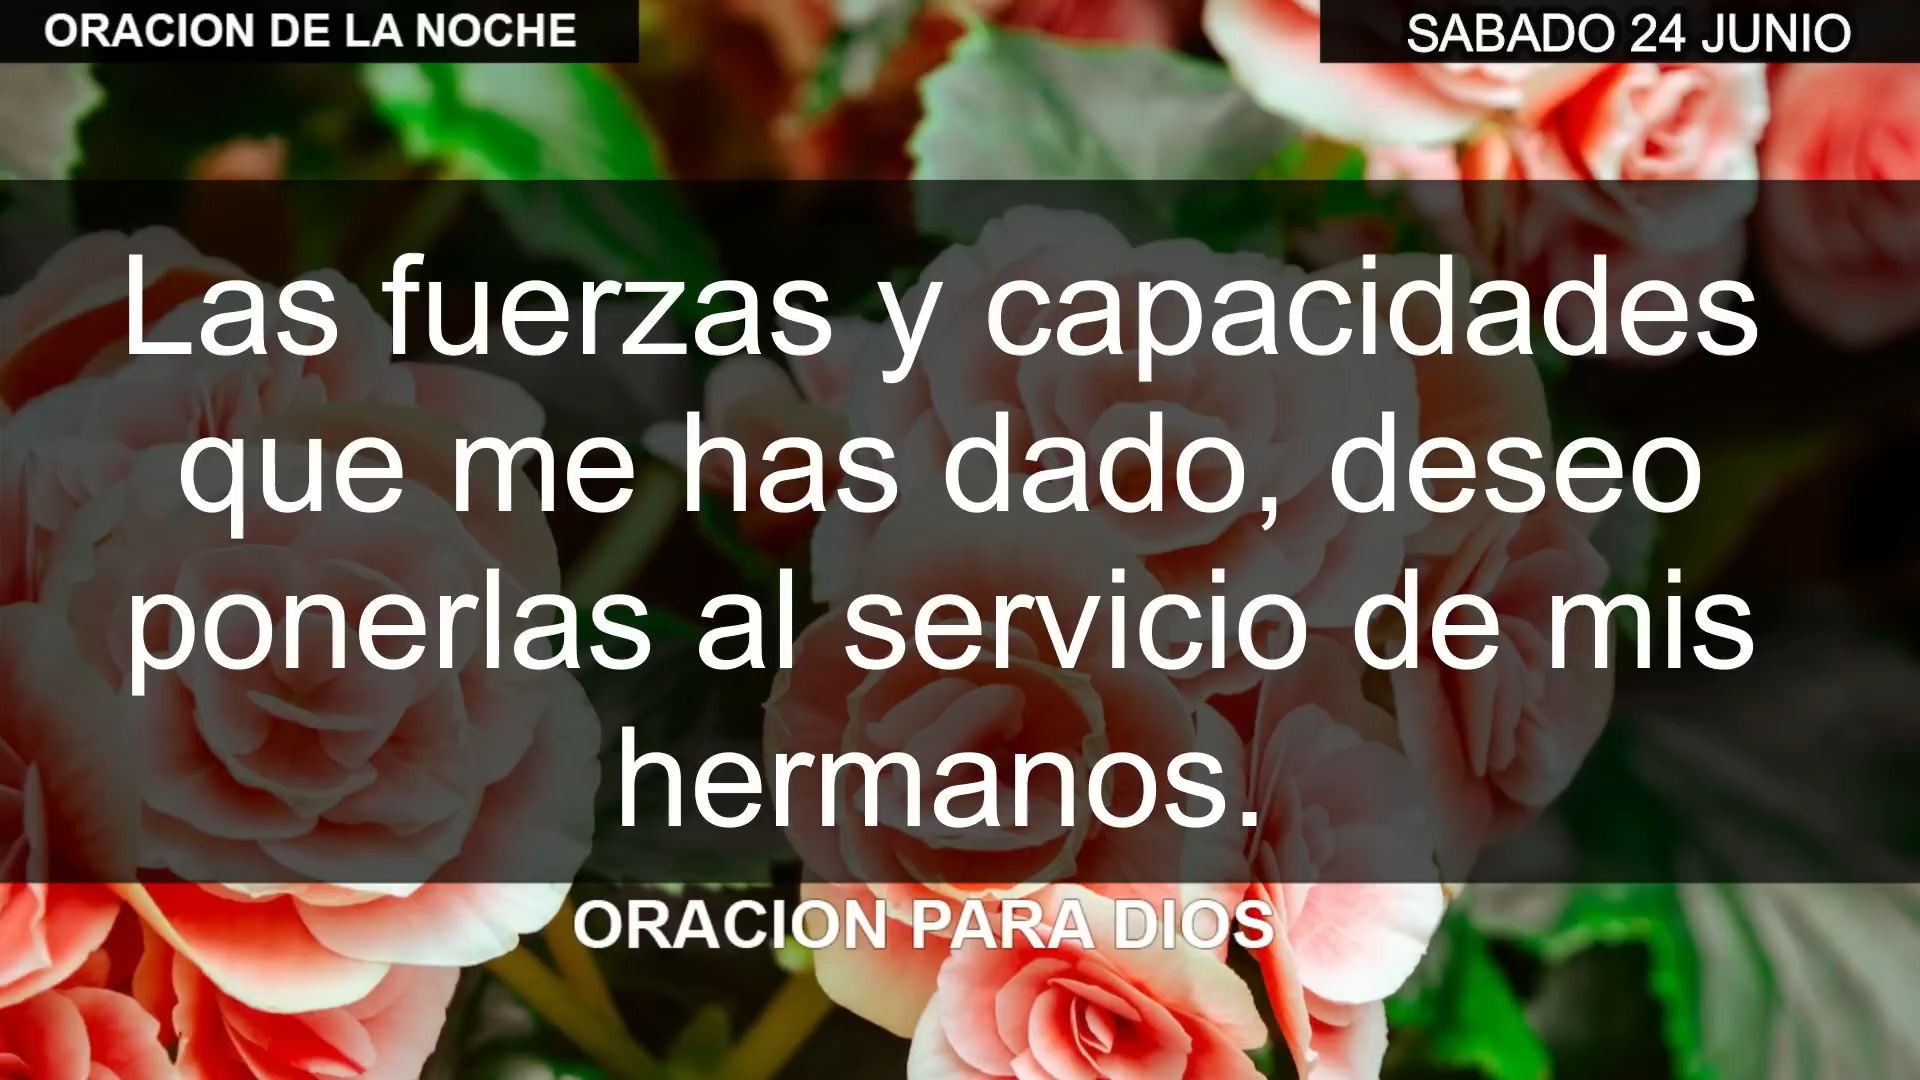 ORACION DE LA NOCHE
SABADO 24 JUNIO
Las fuerzas y capacidades
que me has dado, deseo
ponerlas al servicio de mis
hermanos.
ORACION PARA DIOS